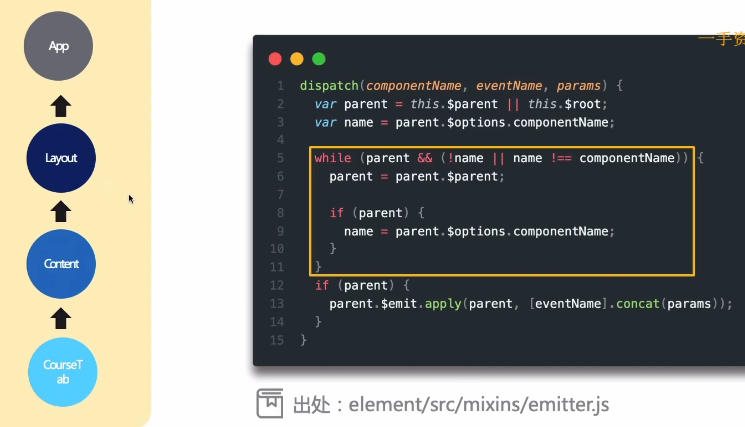 App
Layout
Content
CourseT
ab
一手资
1 dispatch(componentName, eventName, params) {
2 var parent = this.$parent || this.$root;
3 var name = parent.$options.componentName;
4
5 while (parent && (!name || name !== componentName)) {
6 parent = parent.$parent;
7
8 if (parent) {
9 name = parent.$options.componentName;
10 }
11 }
12 if (parent) {
13 parent.$emit.apply(parent, [eventName].concat(params));
14 }
15 }
出处：element/src/mixins/emitter.js